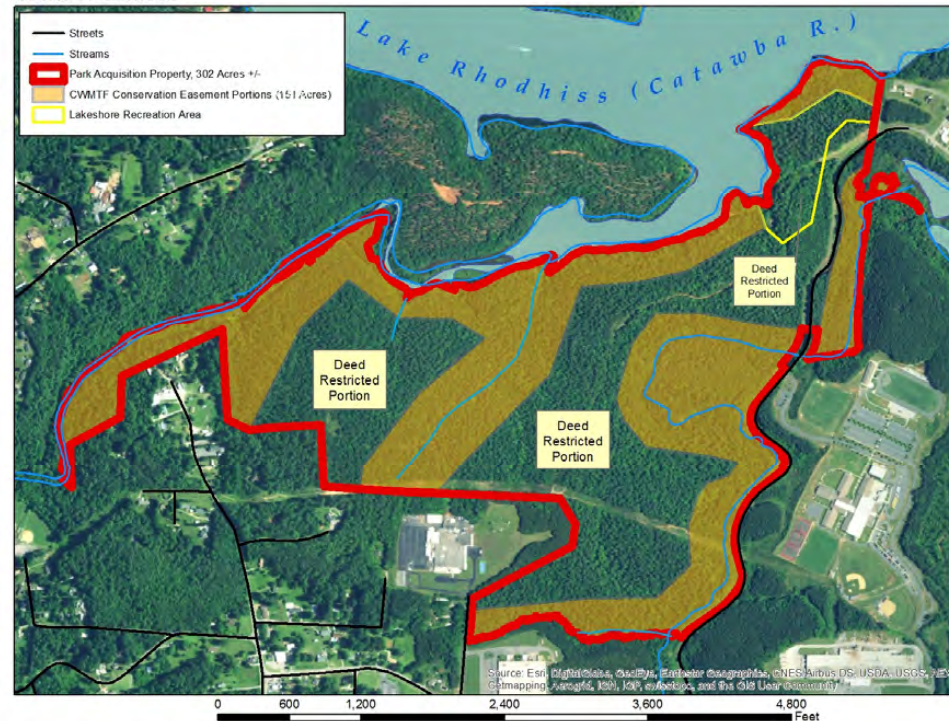 Streets
Streams
Park Acquisition Property, 302 Acres +/-
CWMTF Conservation Easement Portions (151 Acres)
Lakeshore Recreation Area
Lake Rhodhiss (Catawba R.)
Deed
Restricted
Portion
Deed
Restricted
Portion
Deed
Restricted
Portion
Source: Esri, DigitalGlobe, GeoEye, Earthstar Geographics, CNES/Airbus DS, USDA, USGS, AEX,
Getmapping, Aerogrid, IGN, IGP, swisstopo, and the GIS User Community
0 600 1,200 2,400 3,600 4,800
Feet